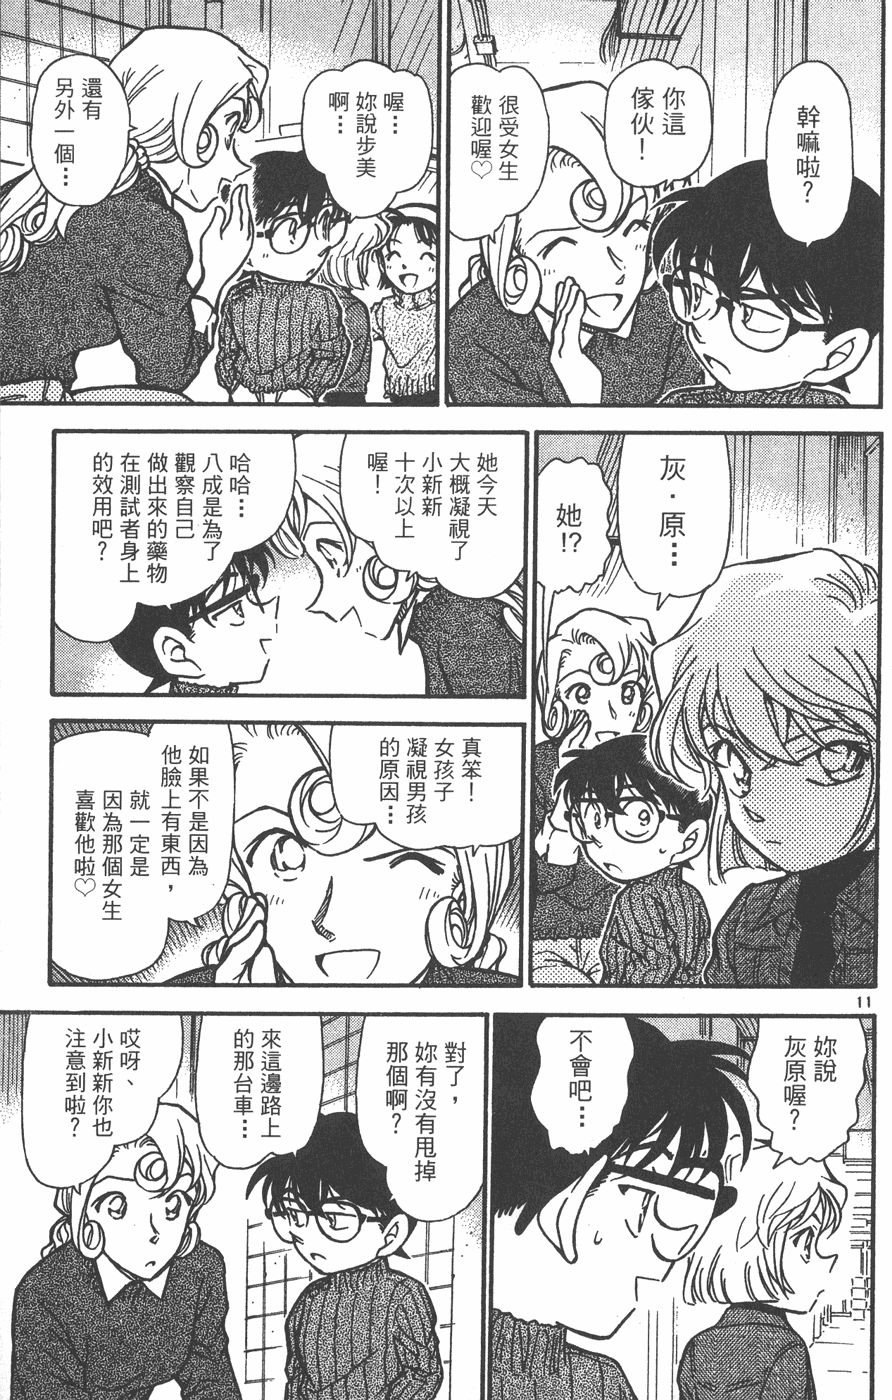 幹嘛啦?
你這
傢伙!
很受女生
歡迎喔♡
喔…
妳說步美
啊…
還有
另外一個…
灰·原…
她!?
她今天
大概凝視了
小新新
十次以上
喔!
哈哈…
八成是為了
觀察自己
做出來的藥物
在測試者身上
的效用吧?
真笨!
女孩子
凝視男孩
的原因…
如果不是因為
他臉上有東西,
就一定是
因為那個女生
喜歡他啦♡
11
妳說
灰原喔?
不會吧…
對了,
妳有沒有甩掉
那個啊?
來這邊路上
的那台車…
哎呀、
小新新你也
注意到啦?